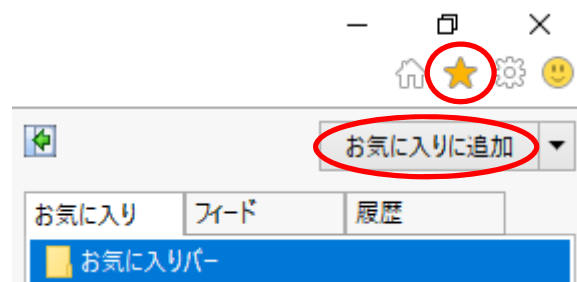 お気に入りに追加
お気に入り フィード 履歴
お気に入りバー